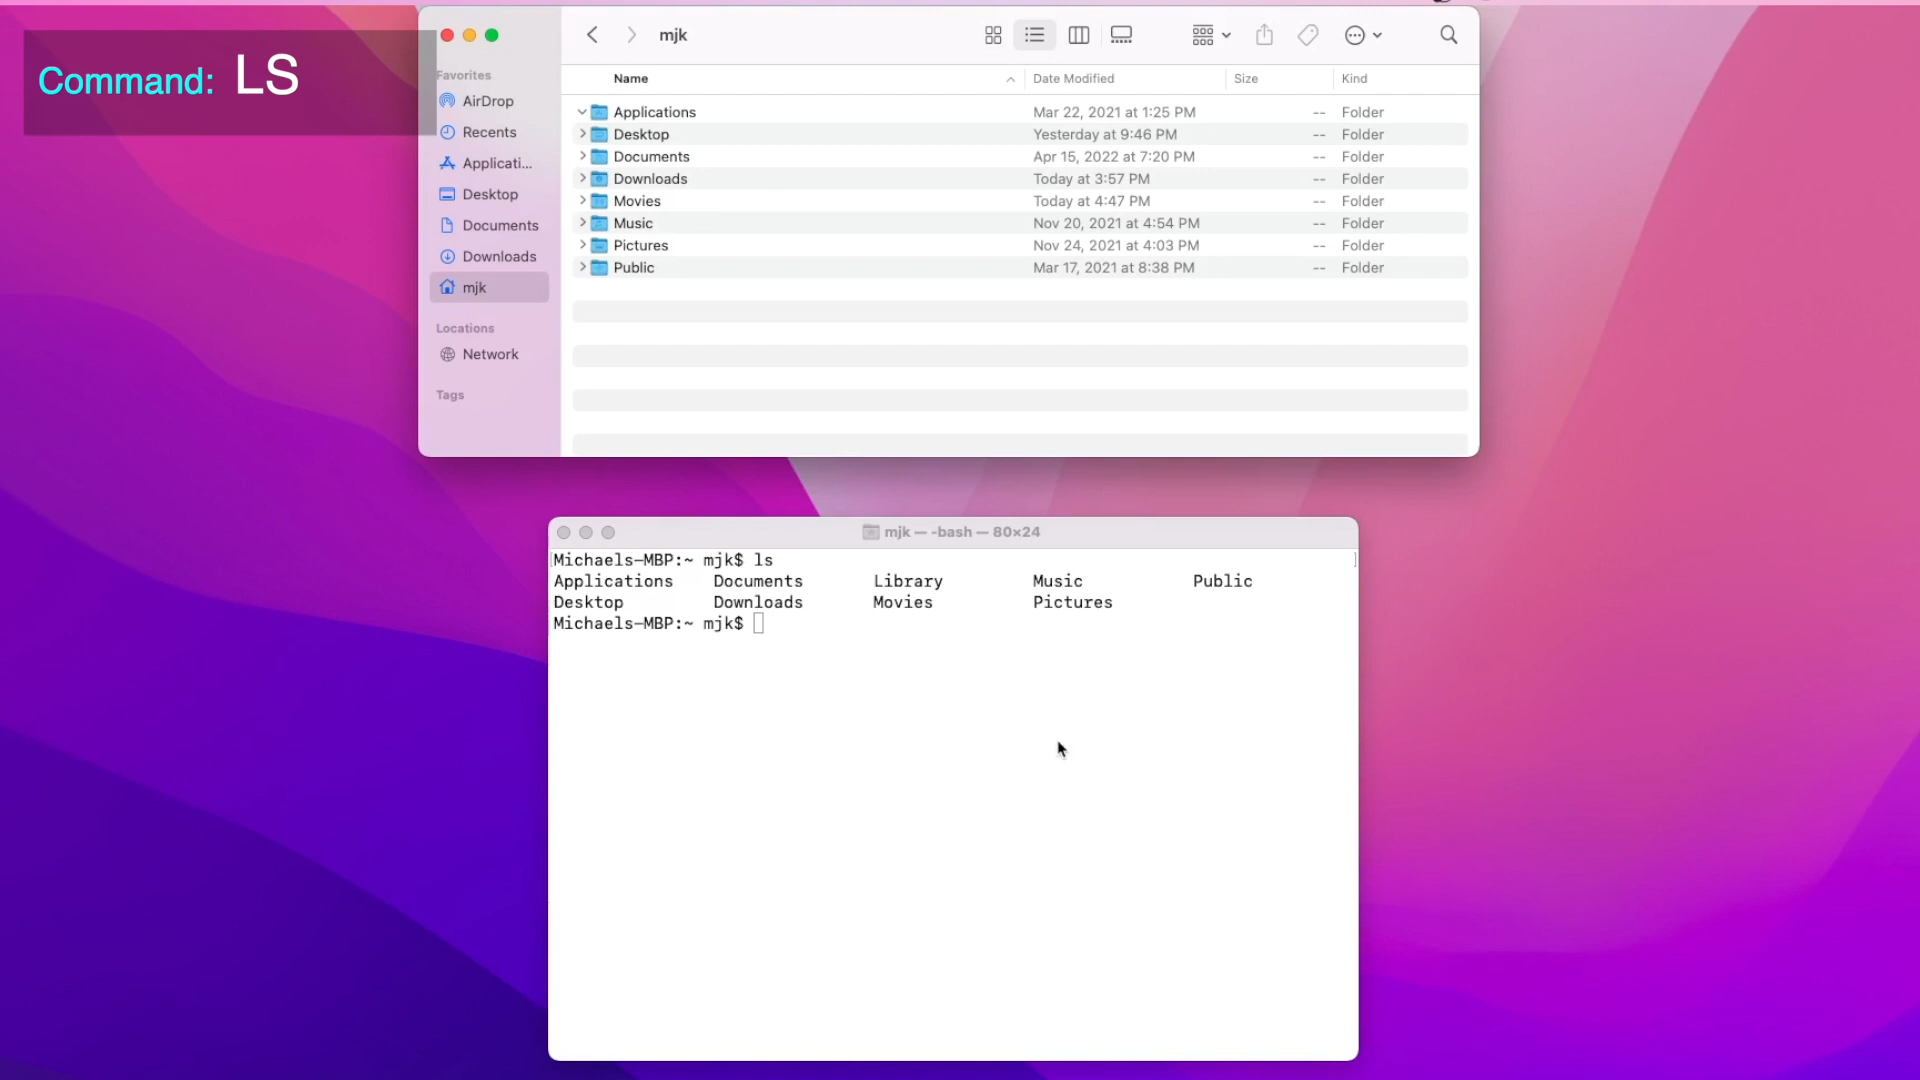 Command: LS
mjk
Favorites
AirDrop
Recents
Applicati...
Desktop
Documents
Downloads
mjk
Locations
Network
Tags
Name Date Modified Size Kind
Applications Mar 22, 2021 at 1:25 PM -- Folder
Desktop Yesterday at 9:46 PM -- Folder
Documents Apr 15, 2022 at 7:20 PM -- Folder
Downloads Today at 3:57 PM -- Folder
Movies Today at 4:47 PM -- Folder
Music Nov 20, 2021 at 4:54 PM -- Folder
Pictures Nov 24, 2021 at 4:03 PM -- Folder
Public Mar 17, 2021 at 8:38 PM -- Folder
mjk — -bash — 80×24
Michaels-MBP:~ mjk$ ls
Applications Documents Library Music Public
Desktop Downloads Movies Pictures
Michaels-MBP:~ mjk$